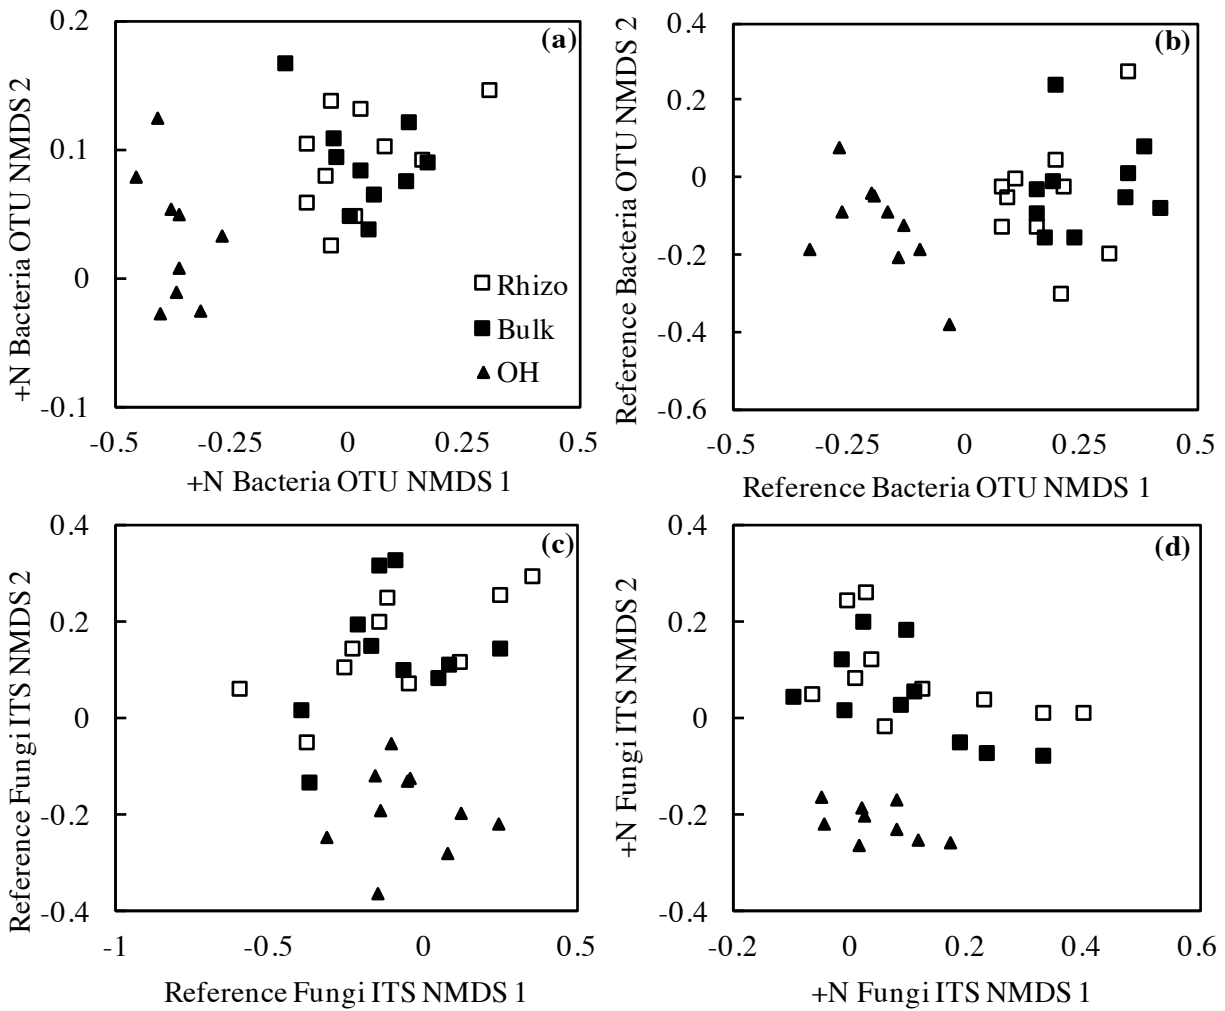 0.2
(a)
0.1
0
-0.1
+N Bacteria OTU NMDS 2
Rhizo
Bulk
OH
-0.5 -0.25 0 0.25 0.5
+N Bacteria OTU NMDS 1
0.4
(b)
0.2
0
-0.2
-0.4
-0.6
Reference Bacteria OTU NMDS 2
-0.5 -0.25 0 0.25 0.5
Reference Bacteria OTU NMDS 1
0.4
(c)
0.2
0
-0.2
-0.4
Reference Fungi ITS NMDS 2
-1 -0.5 0 0.5
Reference Fungi ITS NMDS 1
0.4
(d)
0.2
0
-0.2
-0.4
+N Fungi ITS NMDS 2
-0.2 0 0.2 0.4 0.6
+N Fungi ITS NMDS 1